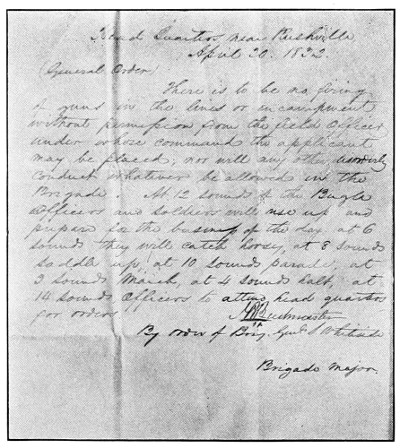 Head Quarters near Rushville
April 20. 1832
General Order,
There is to be no firing
of guns in the lines or incampment
without permission from the field officer
under whose command the applicant
may be placed; nor will any other disorderly
conduct whatever be allowed in the
Brigade. At 12 sounds of the Bugle
Officers and soldiers will rise up and
prepare for the business of the day. at 6
sounds they will catch horses, at 8 sounds
saddle up, at 10 sounds parade, at
3 sounds March, at 4 sounds halt, at
14 sounds Officers to attend head quarters
for orders
By order of Brig. Genl. S Whiteside
Brigade Major.